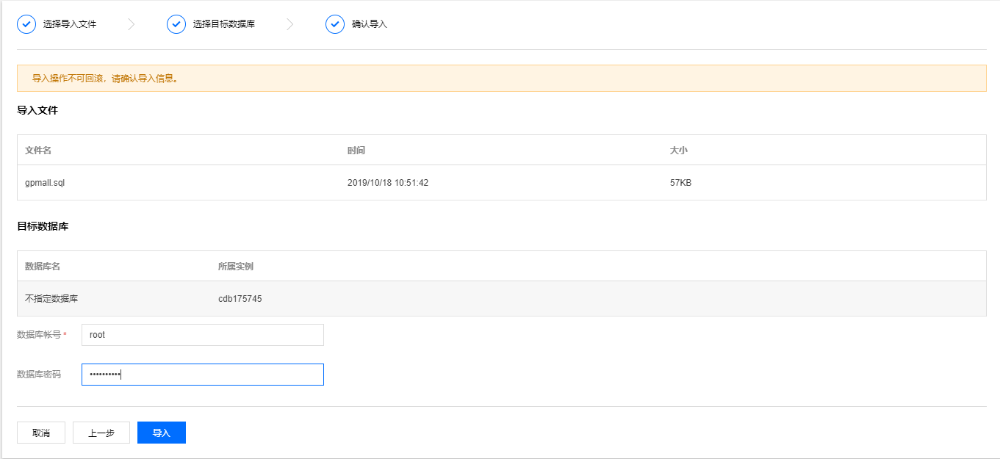 选择导入文件 选择目标数据库 确认导入
导入操作不可回滚，请确认导入信息。
导入文件
文件名 时间 大小
gpmall.sql 2019/10/18 10:51:42 57KB
目标数据库
数据库名 所属实例
不指定数据库 cdb175745
数据库帐号* root
数据库密码 ••••••••••
取消 上一步 导入